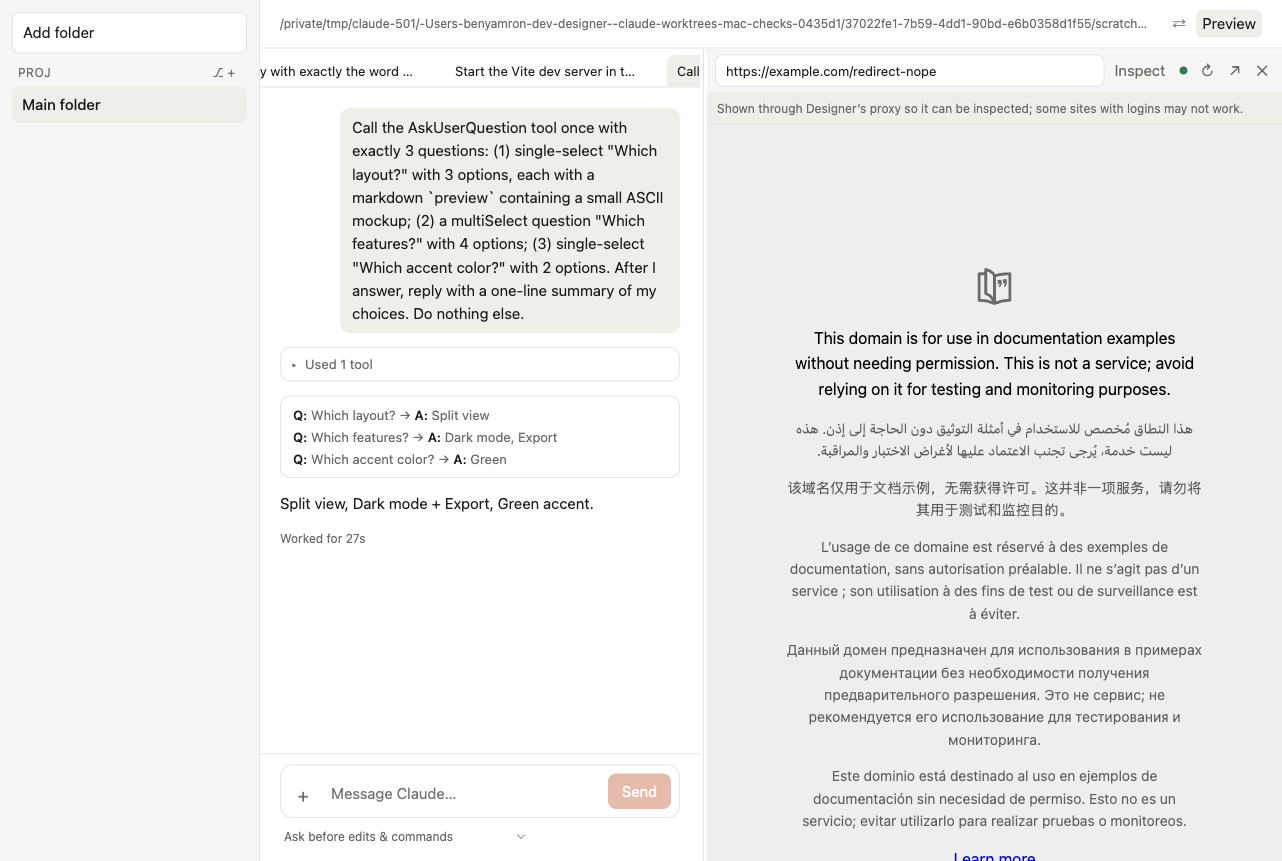 Add folder
PROJ
+
Main folder
/private/tmp/claude-501/-Users-benyamron-dev-designer--claude-worktrees-mac-checks-0435d1/37022fe1-7b59-4dd1-90bd-e6b0358d1f55/scratch...
Preview
y with exactly the word ...
Start the Vite dev server in t...
Call
https://example.com/redirect-nope
Inspect
Shown through Designer's proxy so it can be inspected; some sites with logins may not work.
Call the AskUserQuestion tool once with
exactly 3 questions: (1) single-select "Which
layout?" with 3 options, each with a
markdown `preview` containing a small ASCII
mockup; (2) a multiSelect question "Which
features?" with 4 options; (3) single-select
"Which accent color?" with 2 options. After I
answer, reply with a one-line summary of my
choices. Do nothing else.
Used 1 tool
Q: Which layout? → A: Split view
Q: Which features? → A: Dark mode, Export
Q: Which accent color? → A: Green
Split view, Dark mode + Export, Green accent.
Worked for 27s
+
Message Claude...
Send
Ask before edits & commands
This domain is for use in documentation examples
without needing permission. This is not a service; avoid
relying on it for testing and monitoring purposes.
هذا النطاق مُخصص للاستخدام في أمثلة التوثيق دون الحاجة إلى إذن. هذه
ليست خدمة، يُرجى تجنب الاعتماد عليها لأغراض الاختبار والمراقبة.
该域名仅用于文档示例，无需获得许可。这并非一项服务，请勿将
其用于测试和监控目的。
L'usage de ce domaine est réservé à des exemples de
documentation, sans autorisation préalable. Il ne s'agit pas d'un
service ; son utilisation à des fins de test ou de surveillance est
à éviter.
Данный домен предназначен для использования в примерах
документации без необходимости получения
предварительного разрешения. Это не сервис; не
рекомендуется его использование для тестирования и
мониторинга.
Este dominio está destinado al uso en ejemplos de
documentación sin necesidad de permiso. Esto no es un
servicio; evitar utilizarlo para realizar pruebas o monitoreos.
Learn more